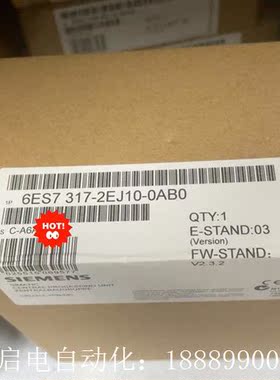 1P 6ES7 317-2EJ10-0AB0
QTY:1
S C-A6
HOT!
E-STAND:03
(Version)
FW-STAND:
V2.3.2
SIEMENS
启电自动化: 18889900